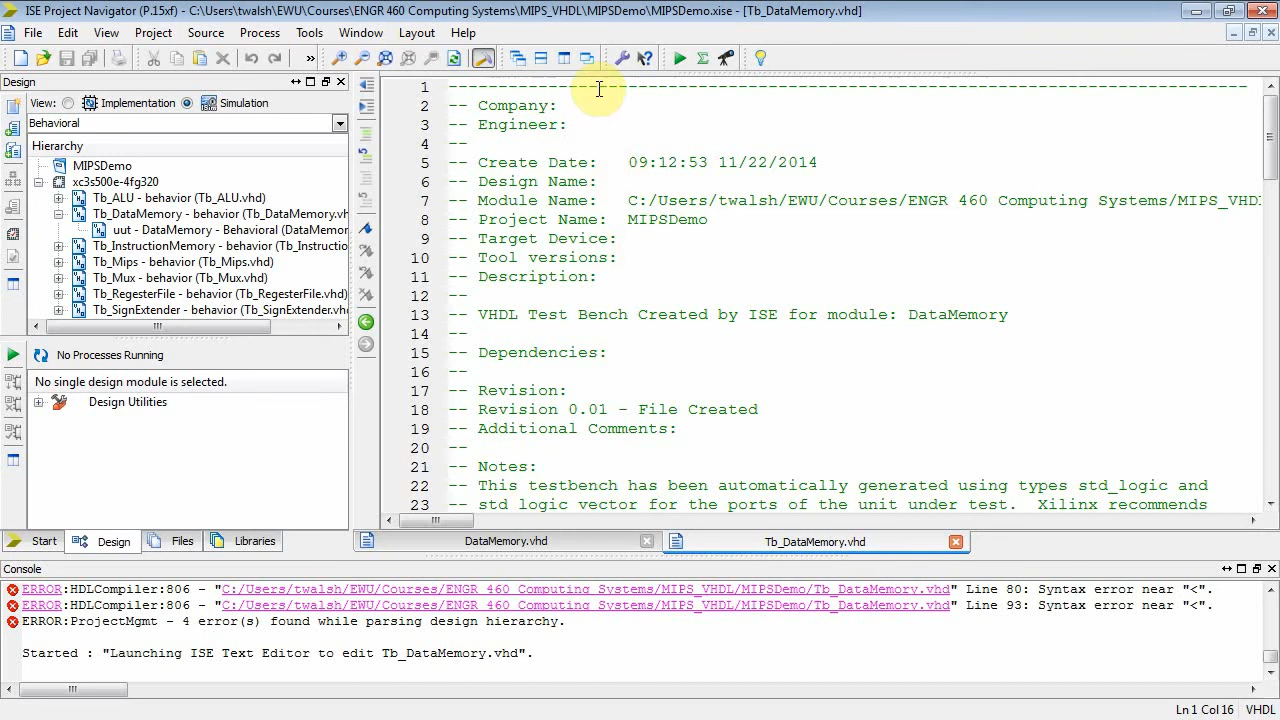 ISE Project Navigator (P.15xf) - C:\Users\twalsh\EWU\Courses\ENGR 460 Computing Systems\MIPS_VHDL\MIPSDemo\MIPSDemo.xise - [Tb_DataMemory.vhd]
File Edit View Project Source Process Tools Window Layout Help
»
Design
View: Implementation Simulation
Behavioral
Hierarchy
MIPSDemo
xc3s500e-4fg320
Tb_ALU - behavior (Tb_ALU.vhd)
Tb_DataMemory - behavior (Tb_DataMemory.vh
uut - DataMemory - Behavioral (DataMemory
Tb_InstructionMemory - behavior (Tb_Instructio
Tb_Mips - behavior (Tb_Mips.vhd)
Tb_Mux - behavior (Tb_Mux.vhd)
Tb_RegesterFile - behavior (Tb_RegesterFile.vhd)
Tb_SignExtender - behavior (Tb_SignExtender.vh
No Processes Running
No single design module is selected.
Design Utilities
Start Design Files Libraries
1 --------------------------------------------------------------------------------
2 -- Company:
3 -- Engineer:
4 --
5 -- Create Date:   09:12:53 11/22/2014
6 -- Design Name:
7 -- Module Name:   C:/Users/twalsh/EWU/Courses/ENGR 460 Computing Systems/MIPS_VHD
8 -- Project Name:  MIPSDemo
9 -- Target Device:
10 -- Tool versions:
11 -- Description:
12 --
13 -- VHDL Test Bench Created by ISE for module: DataMemory
14 --
15 -- Dependencies:
16 --
17 -- Revision:
18 -- Revision 0.01 - File Created
19 -- Additional Comments:
20 --
21 -- Notes:
22 -- This testbench has been automatically generated using types std_logic and
23 -- std_logic_vector for the ports of the unit under test.  Xilinx recommends
DataMemory.vhd Tb_DataMemory.vhd
Console
ERROR:HDLCompiler:806 - "C:/Users/twalsh/EWU/Courses/ENGR 460 Computing Systems/MIPS_VHDL/MIPSDemo/Tb_DataMemory.vhd" Line 80: Syntax error near "<".
ERROR:HDLCompiler:806 - "C:/Users/twalsh/EWU/Courses/ENGR 460 Computing Systems/MIPS_VHDL/MIPSDemo/Tb_DataMemory.vhd" Line 93: Syntax error near "<".
ERROR:ProjectMgmt - 4 error(s) found while parsing design hierarchy.
Started : "Launching ISE Text Editor to edit Tb_DataMemory.vhd".
Ln 1 Col 16 VHDL